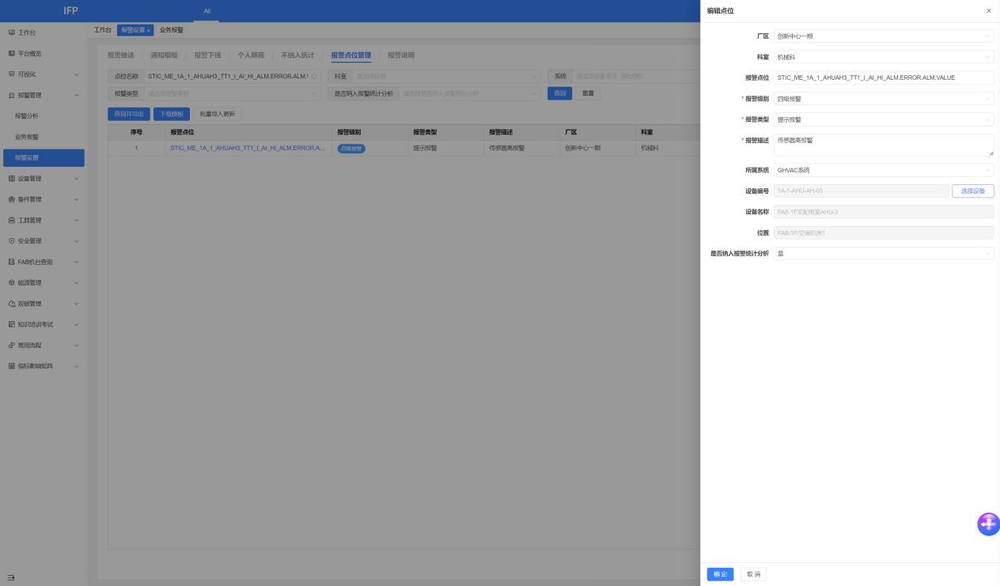 IFP
All
工作台
平台概览
可视化
报警管理
报警分析
业务报警
报警设置
设备管理
备件管理
工具管理
安全管理
FAB机台查询
能源管理
双碳管理
知识培训考试
常用流程
指标影响矩阵
工作台 报警设置 × 业务报警
报警推送 通知模板 报警下线 个人屏蔽 不纳入统计 报警点位管理 报警说明
点位名称 STIC_ME_1A_1_AHUAH3_TT1_I_AI_HI_ALM.ERROR.ALM.V 科室 请选择科室 系统
报警类型 请选择报警类型 是否纳入报警统计分析 请选择是否纳入报警统计分析 查询 重置
查询并导出 下载模板 批量导入更新
序号 报警点位 报警级别 报警类型 报警描述 厂区 科室
1 STIC_ME_1A_1_AHUAH3_TT1_I_AI_HI_ALM.ERROR.A... 四级报警 提示报警 传感器高报警 创新中心一期 机械科
编辑点位 ×
厂区 创新中心一期
科室 机械科
报警点位 STIC_ME_1A_1_AHUAH3_TT1_I_AI_HI_ALM.ERROR.ALM.VALUE
* 报警级别 四级报警
* 报警类型 提示报警
* 报警描述 传感器高报警
所属系统 GHVAC系统
设备编号 1A-1-AHU-AH-03 选择设备
设备名称 FAB 1F变配电室AHU-3
位置 FAB/1F/空调机房1
是否纳入报警统计分析 是
确定 取消